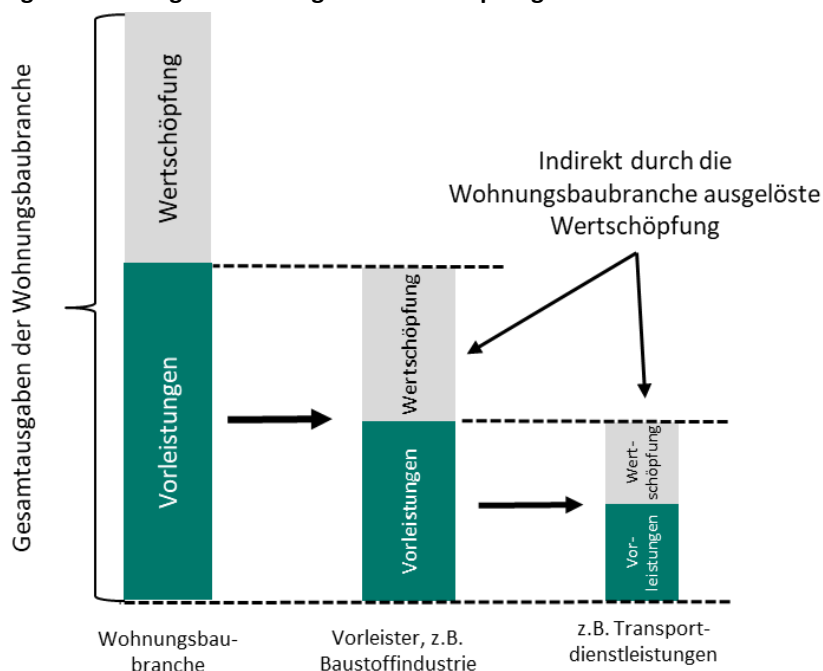 Gesamtausgaben der Wohnungsbaubranche
Wertschöpfung
Vorleistungen
Indirekt durch die
Wohnungsbaubranche ausgelöste
Wertschöpfung
Wertschöpfung
Vorleistungen
Wert-
schöpfung
Vor-
leistungen
Wohnungsbau-
branche
Vorleister, z.B.
Baustoffindustrie
z.B. Transport-
dienstleistungen